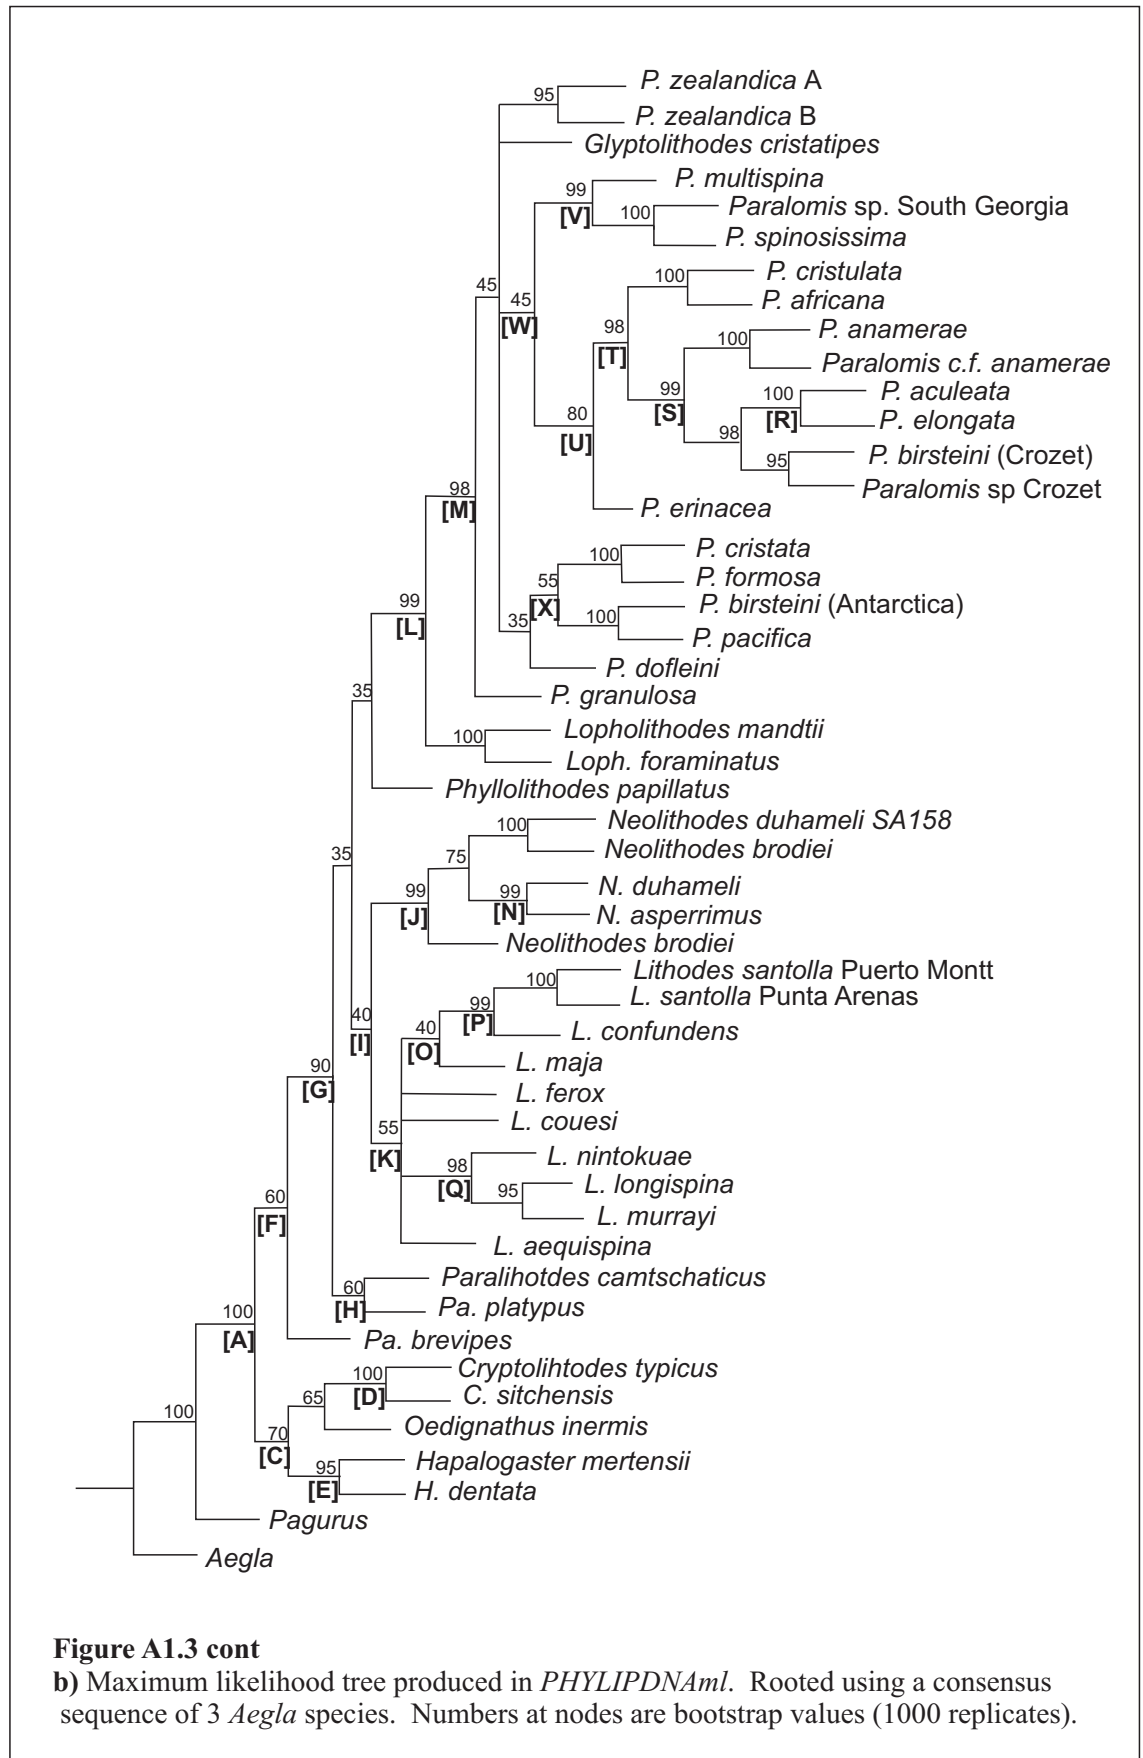 95
P. zealandica A
P. zealandica B
Glyptolithodes cristatipes
99
[V]
P. multispina
100
Paralomis sp. South Georgia
P. spinosissima
45
45
[W]
100
P. cristulata
P. africana
98
[T]
100
P. anamerae
Paralomis c.f. anamerae
99
[S]
100
[R]
P. aculeata
P. elongata
80
[U]
98
95
P. birsteini (Crozet)
Paralomis sp Crozet
98
[M]
P. erinacea
100
P. cristata
P. formosa
55
[X]
99
[L]
35
100
P. birsteini (Antarctica)
P. pacifica
P. dofleini
P. granulosa
35
100
Lopholithodes mandtii
Loph. foraminatus
Phyllolithodes papillatus
100
Neolithodes duhameli SA158
Neolithodes brodiei
35
75
99
[J]
99
[N]
N. duhameli
N. asperrimus
Neolithodes brodiei
100
Lithodes santolla Puerto Montt
L. santolla Punta Arenas
99
[P]
40
[I]
40
[O]
L. confundens
L. maja
90
[G]
L. ferox
L. couesi
55
[K]
98
[Q]
L. nintokuae
95
L. longispina
L. murrayi
60
[F]
L. aequispina
60
[H]
Paralihotdes camtschaticus
Pa. platypus
100
[A]
Pa. brevipes
100
[D]
Cryptolihtodes typicus
C. sitchensis
100
65
Oedignathus inermis
70
[C]
95
[E]
Hapalogaster mertensii
H. dentata
Pagurus
Aegla
Figure A1.3 cont
b) Maximum likelihood tree produced in PHYLIPDNAml. Rooted using a consensus
sequence of 3 Aegla species. Numbers at nodes are bootstrap values (1000 replicates).